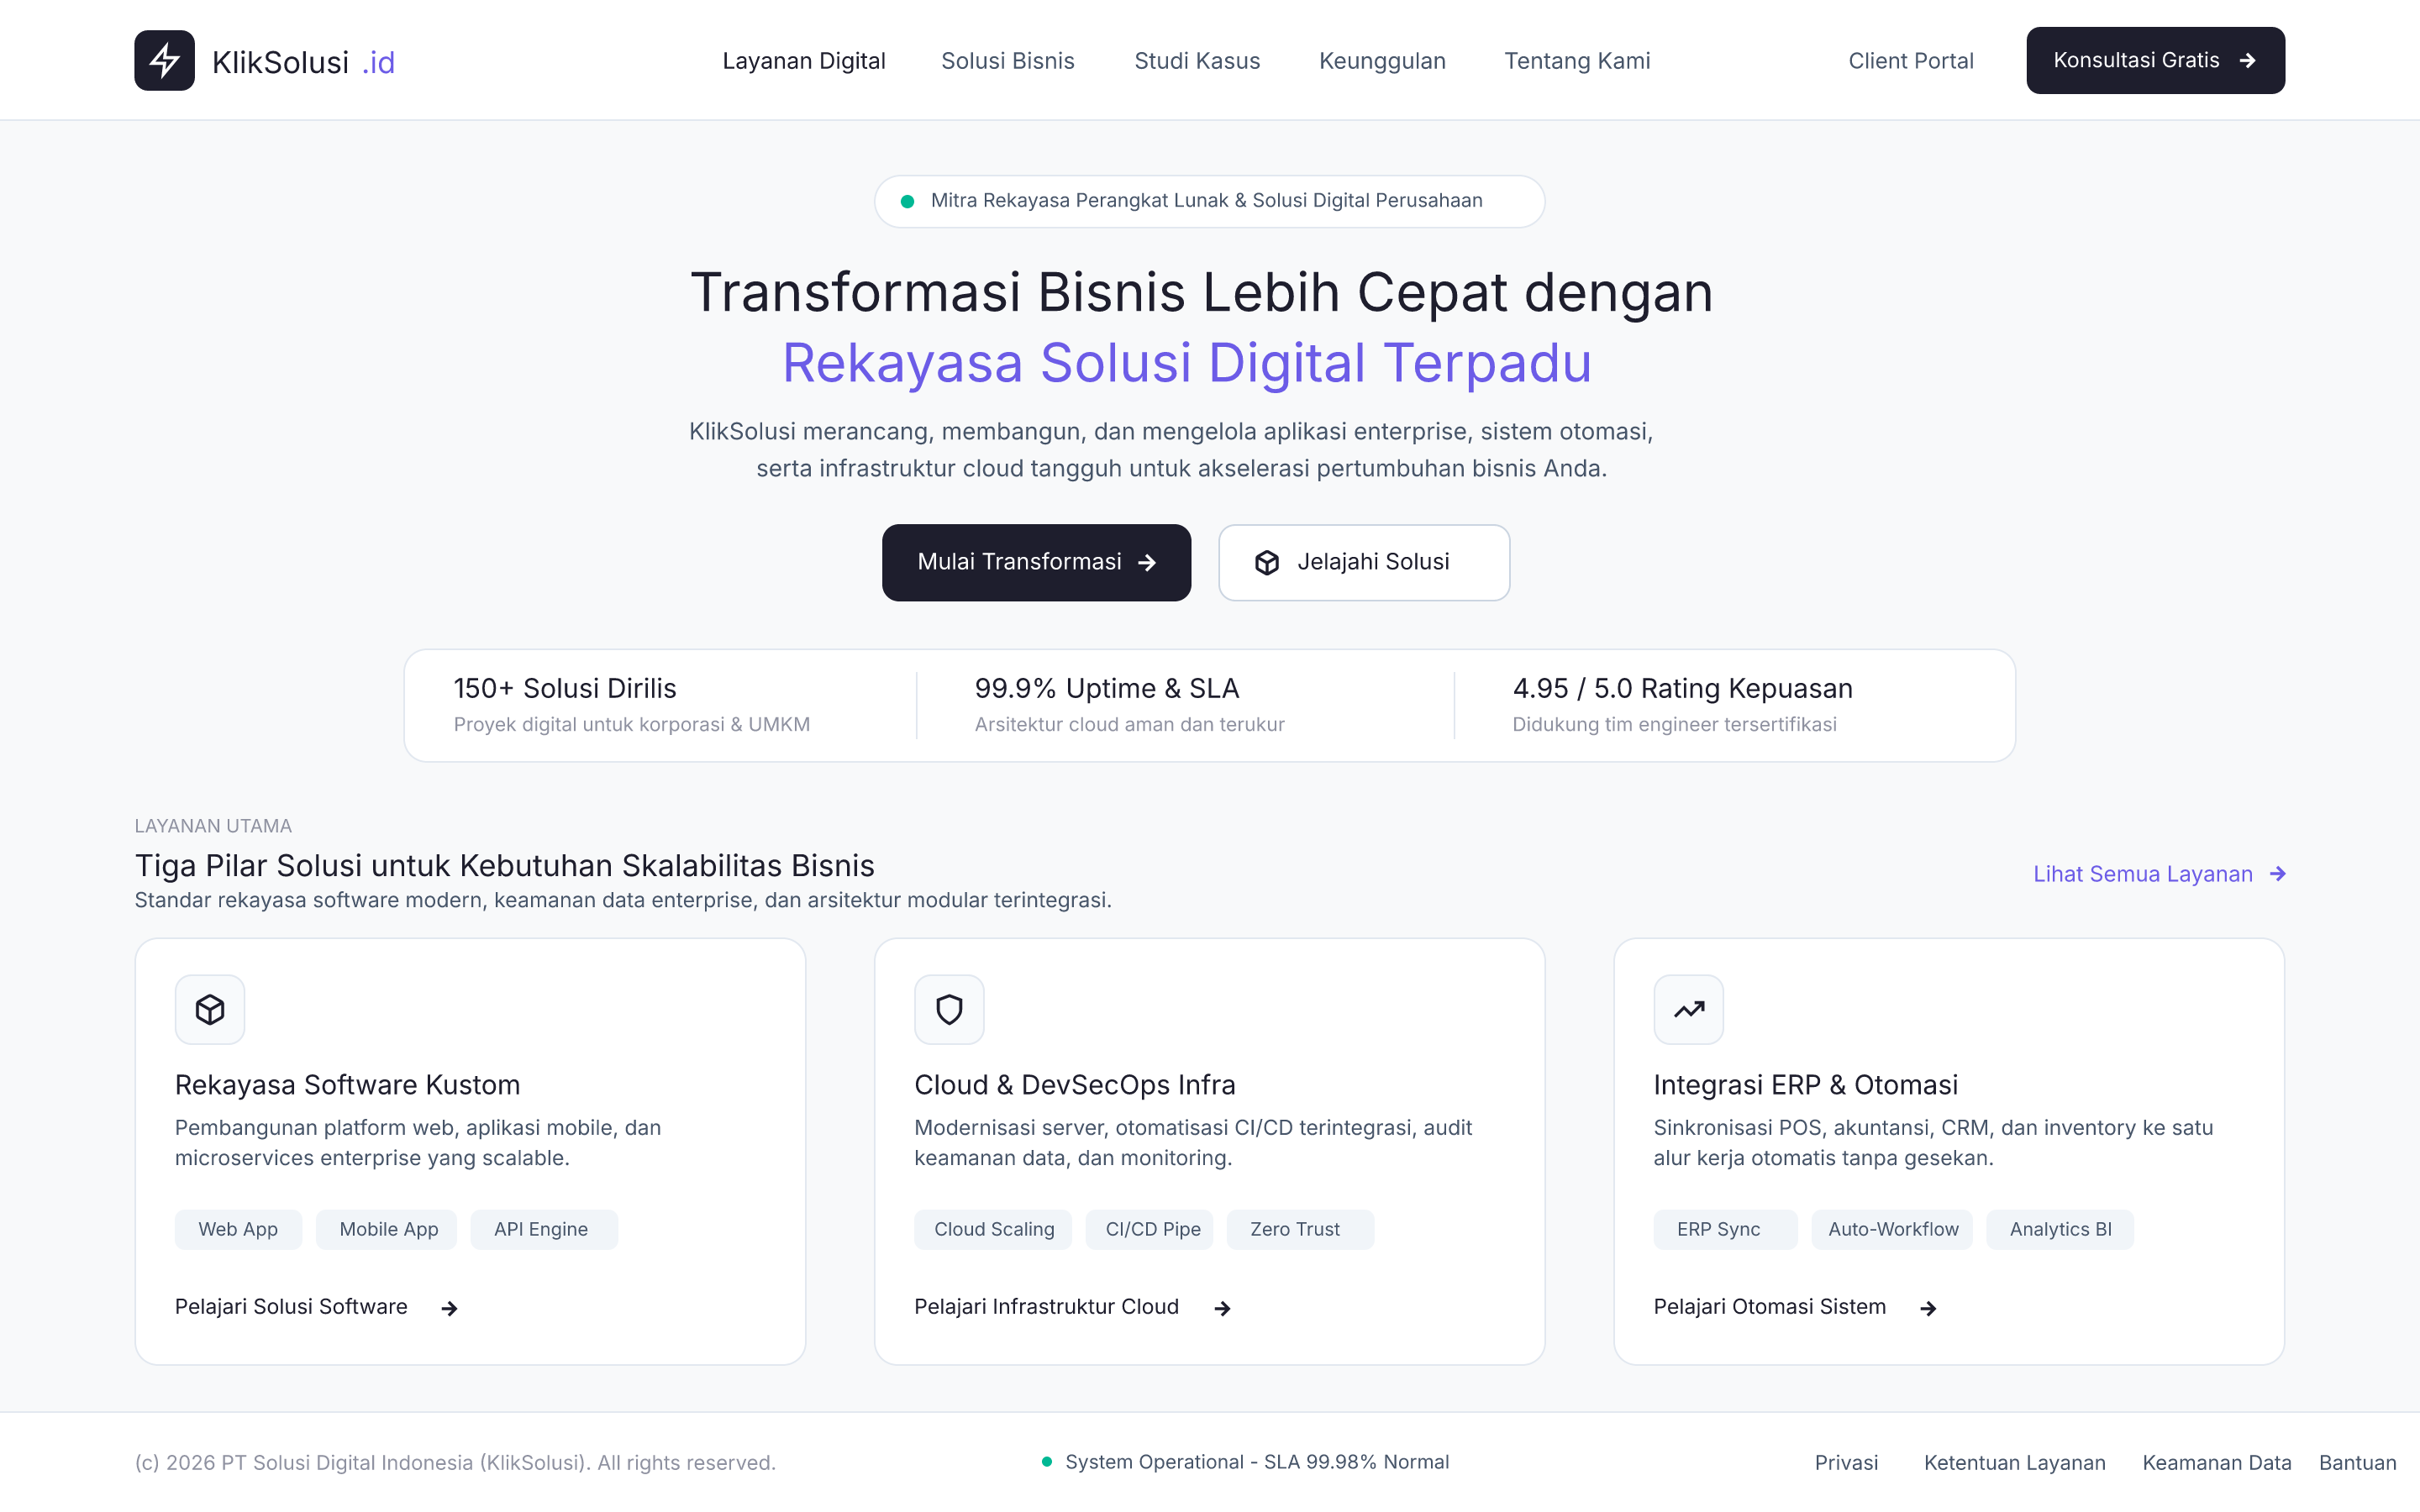 KlikSolusi .id
Layanan Digital
Solusi Bisnis
Studi Kasus
Keunggulan
Tentang Kami
Client Portal
Konsultasi Gratis
Mitra Rekayasa Perangkat Lunak & Solusi Digital Perusahaan
Transformasi Bisnis Lebih Cepat dengan
Rekayasa Solusi Digital Terpadu
KlikSolusi merancang, membangun, dan mengelola aplikasi enterprise, sistem otomasi,
serta infrastruktur cloud tangguh untuk akselerasi pertumbuhan bisnis Anda.
Mulai Transformasi
Jelajahi Solusi
150+ Solusi Dirilis
Proyek digital untuk korporasi & UMKM
99.9% Uptime & SLA
Arsitektur cloud aman dan terukur
4.95 / 5.0 Rating Kepuasan
Didukung tim engineer tersertifikasi
LAYANAN UTAMA
Tiga Pilar Solusi untuk Kebutuhan Skalabilitas Bisnis
Standar rekayasa software modern, keamanan data enterprise, dan arsitektur modular terintegrasi.
Lihat Semua Layanan
Rekayasa Software Kustom
Pembangunan platform web, aplikasi mobile, dan
microservices enterprise yang scalable.
Web App
Mobile App
API Engine
Pelajari Solusi Software
Cloud & DevSecOps Infra
Modernisasi server, otomatisasi CI/CD terintegrasi, audit
keamanan data, dan monitoring.
Cloud Scaling
CI/CD Pipe
Zero Trust
Pelajari Infrastruktur Cloud
Integrasi ERP & Otomasi
Sinkronisasi POS, akuntansi, CRM, dan inventory ke satu
alur kerja otomatis tanpa gesekan.
ERP Sync
Auto-Workflow
Analytics BI
Pelajari Otomasi Sistem
(c) 2026 PT Solusi Digital Indonesia (KlikSolusi). All rights reserved.
System Operational - SLA 99.98% Normal
Privasi
Ketentuan Layanan
Keamanan Data
Bantuan